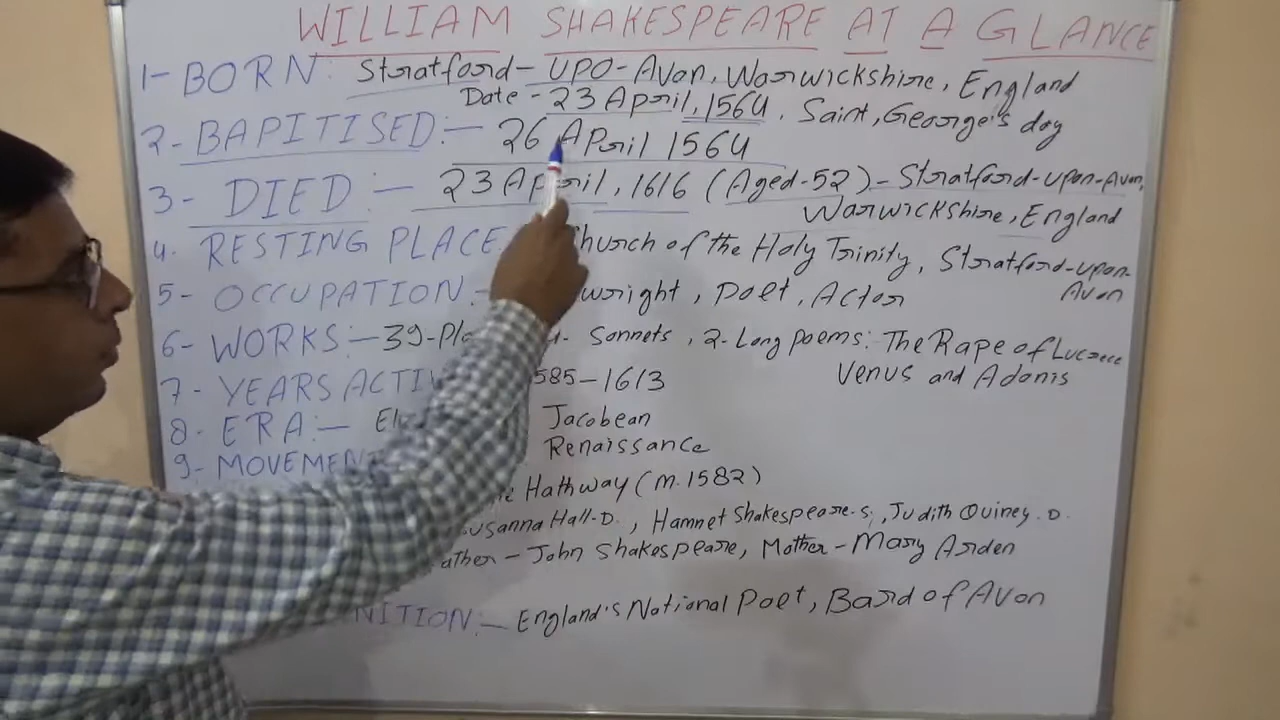 WILLIAM SHAKESPEARE AT A GLANCE
1- BORN: Stratford- UPO-Avon, Warwickshire, England
Date - 23 April, 1564. Saint, George's day
2- BAPITISED:- 26 April 1564
3- DIED:- 23 April, 1616 (Aged-52)- Stratford-upon-Avon,
Warwickshire, England
4. RESTING PLACE. Church of the Holy Trinity, Stratford-upon-
Avon
5- OCCUPATION.- wright, Poet, Actor
6- WORKS:- 39-Pla Sonnets, 2-Long Poems: The Rape of Lucrece
Venus and Adonis
7- YEARS ACTIV 585-1613
8- ERA:- El Jacobean
9- MOVEMENT Renaissance
Hathway (m. 1582)
usanna Hall-D., Hamnet Shakespeare-S., Judith Quiney. D.
ather - John Shakespeare, Mother - Mary Arden
NITION:- England's National Poet, Bard of Avon